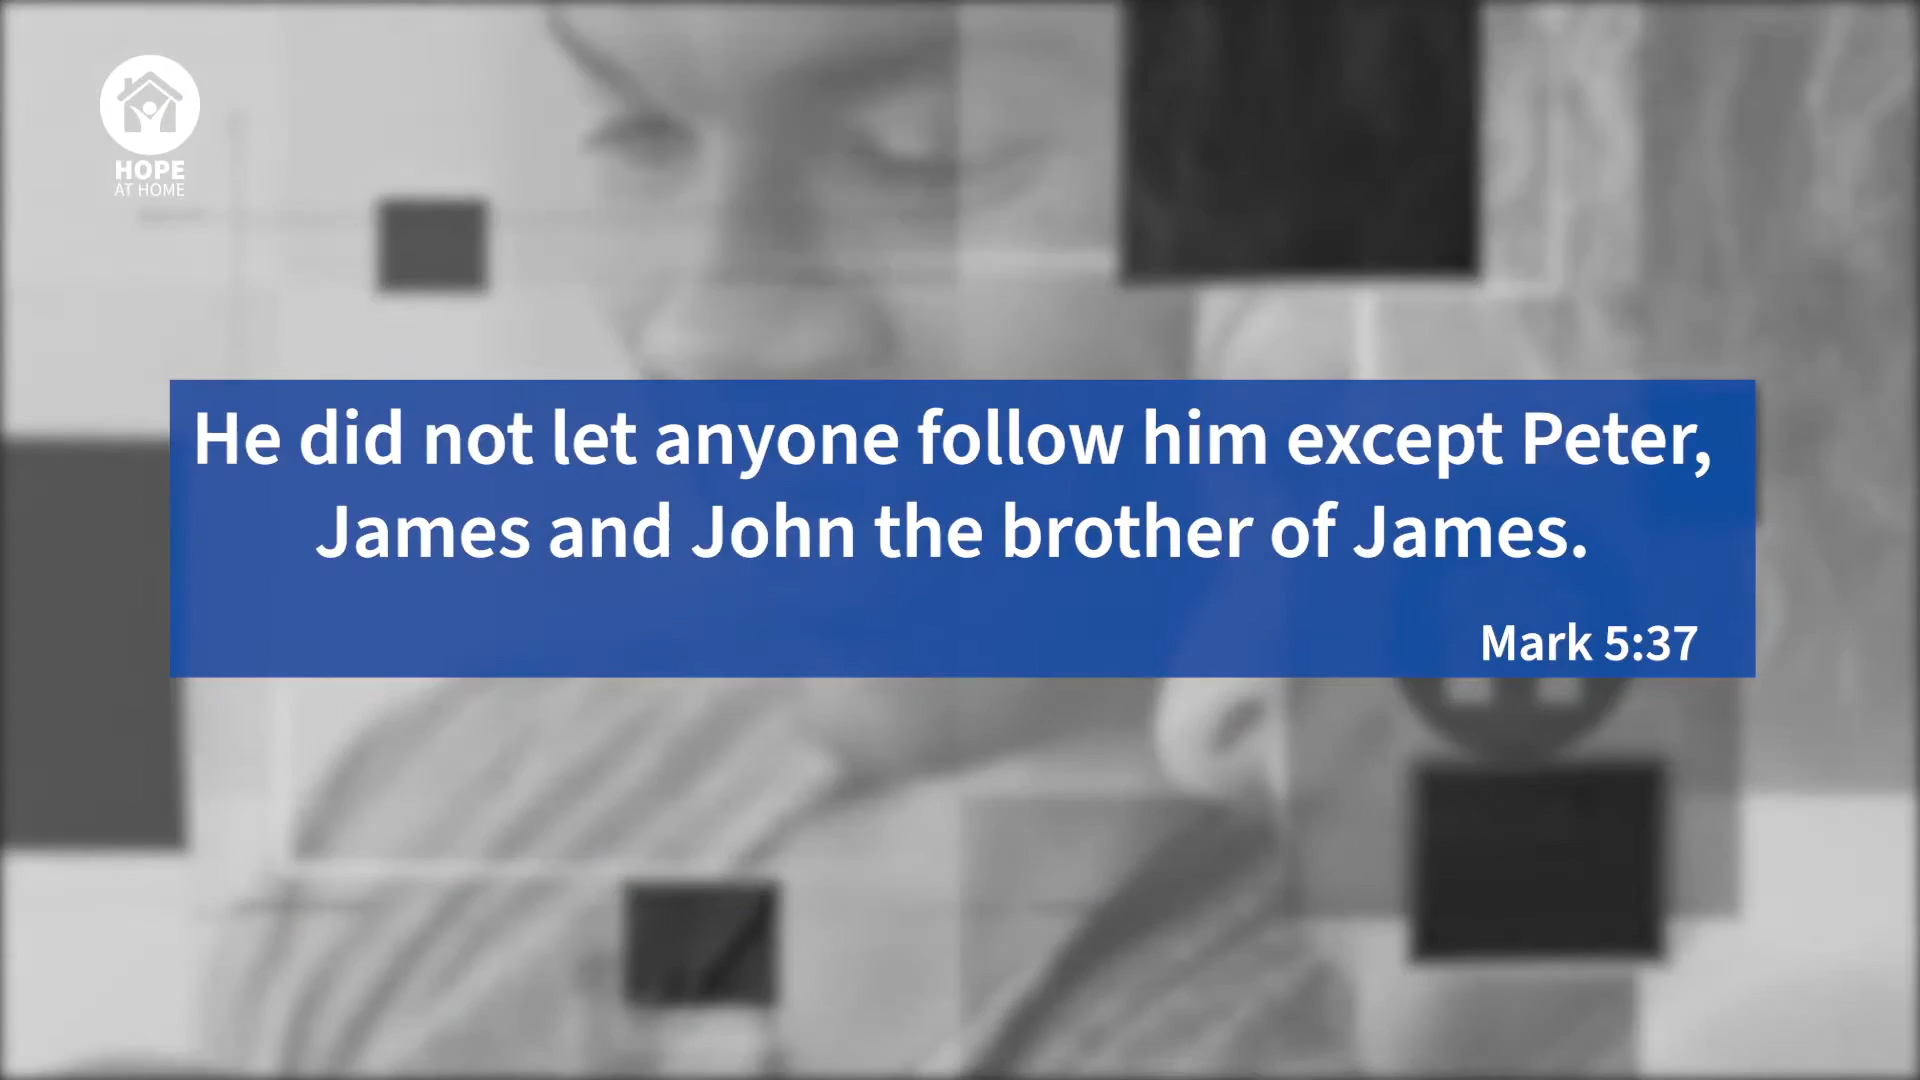 HOPE
AT HOME
He did not let anyone follow him except Peter,
James and John the brother of James.
Mark 5:37